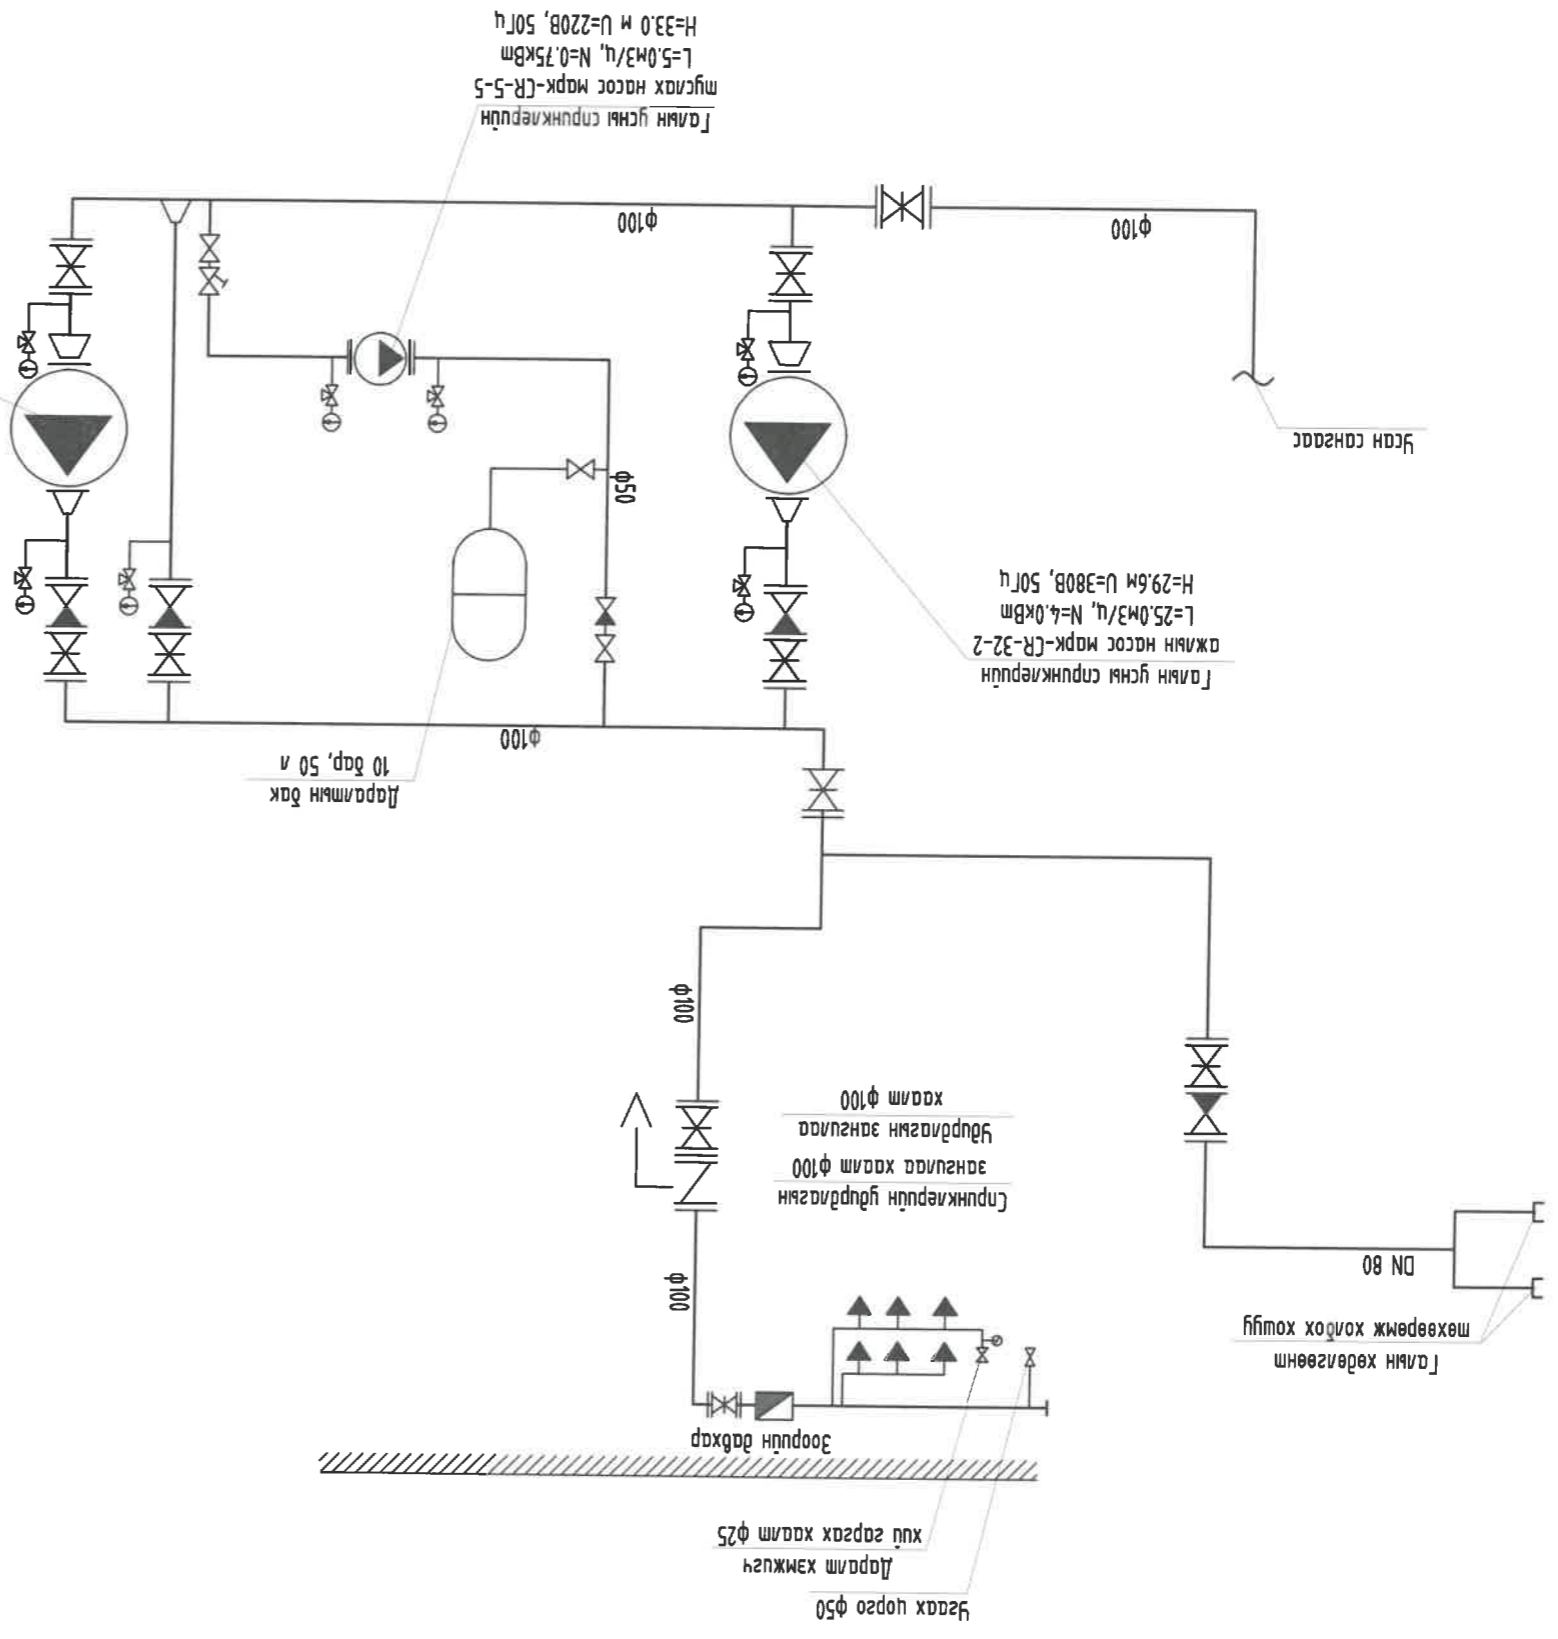 Угаах цорго ф50
Даралт хэмжигч
хий гаргах хаалт ф25
Зоорийн давхар
Галын хөдөлгөөнт
төхөөрөмж холбох хошуу
DN 80
ф100
Спринклерийн удирдлагын
зангилаа хаалт ф100
Удирдлагын зангилаа
хаалт ф100
ф100
Даралтын бак
10 бар, 50 л
ф100
Галын усны спринклерийн
ажлын насос марк-CR-32-2
L=25.0м3/ц, N=4.0кВт
H=29.6м U=380В, 50Гц
ф50
Усан сангаас
ф100
ф100
Галын усны спринклерийн
туслах насос марк-CR-5-5
L=5.0м3/ц, N=0.75кВт
H=33.0 м U=220В, 50Гц